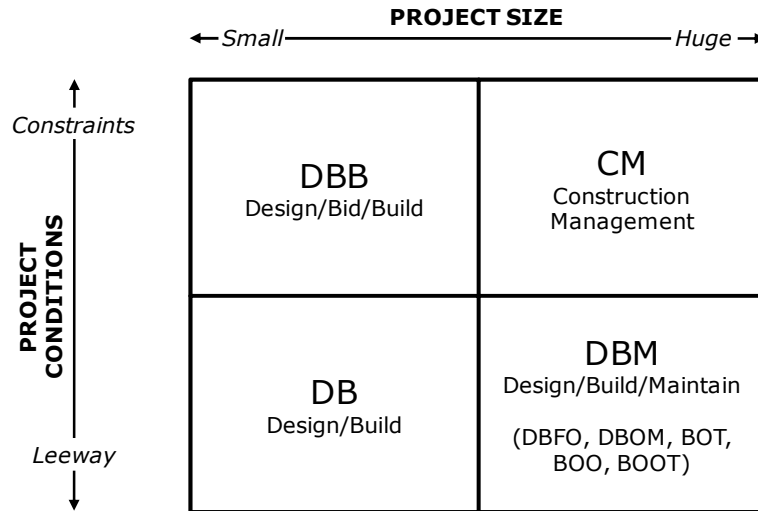 PROJECT SIZE
Small
Huge
Constraints
PROJECT
CONDITIONS
Leeway
DBB
Design/Bid/Build
CM
Construction
Management
DB
Design/Build
DBM
Design/Build/Maintain
(DBFO, DBOM, BOT,
BOO, BOOT)